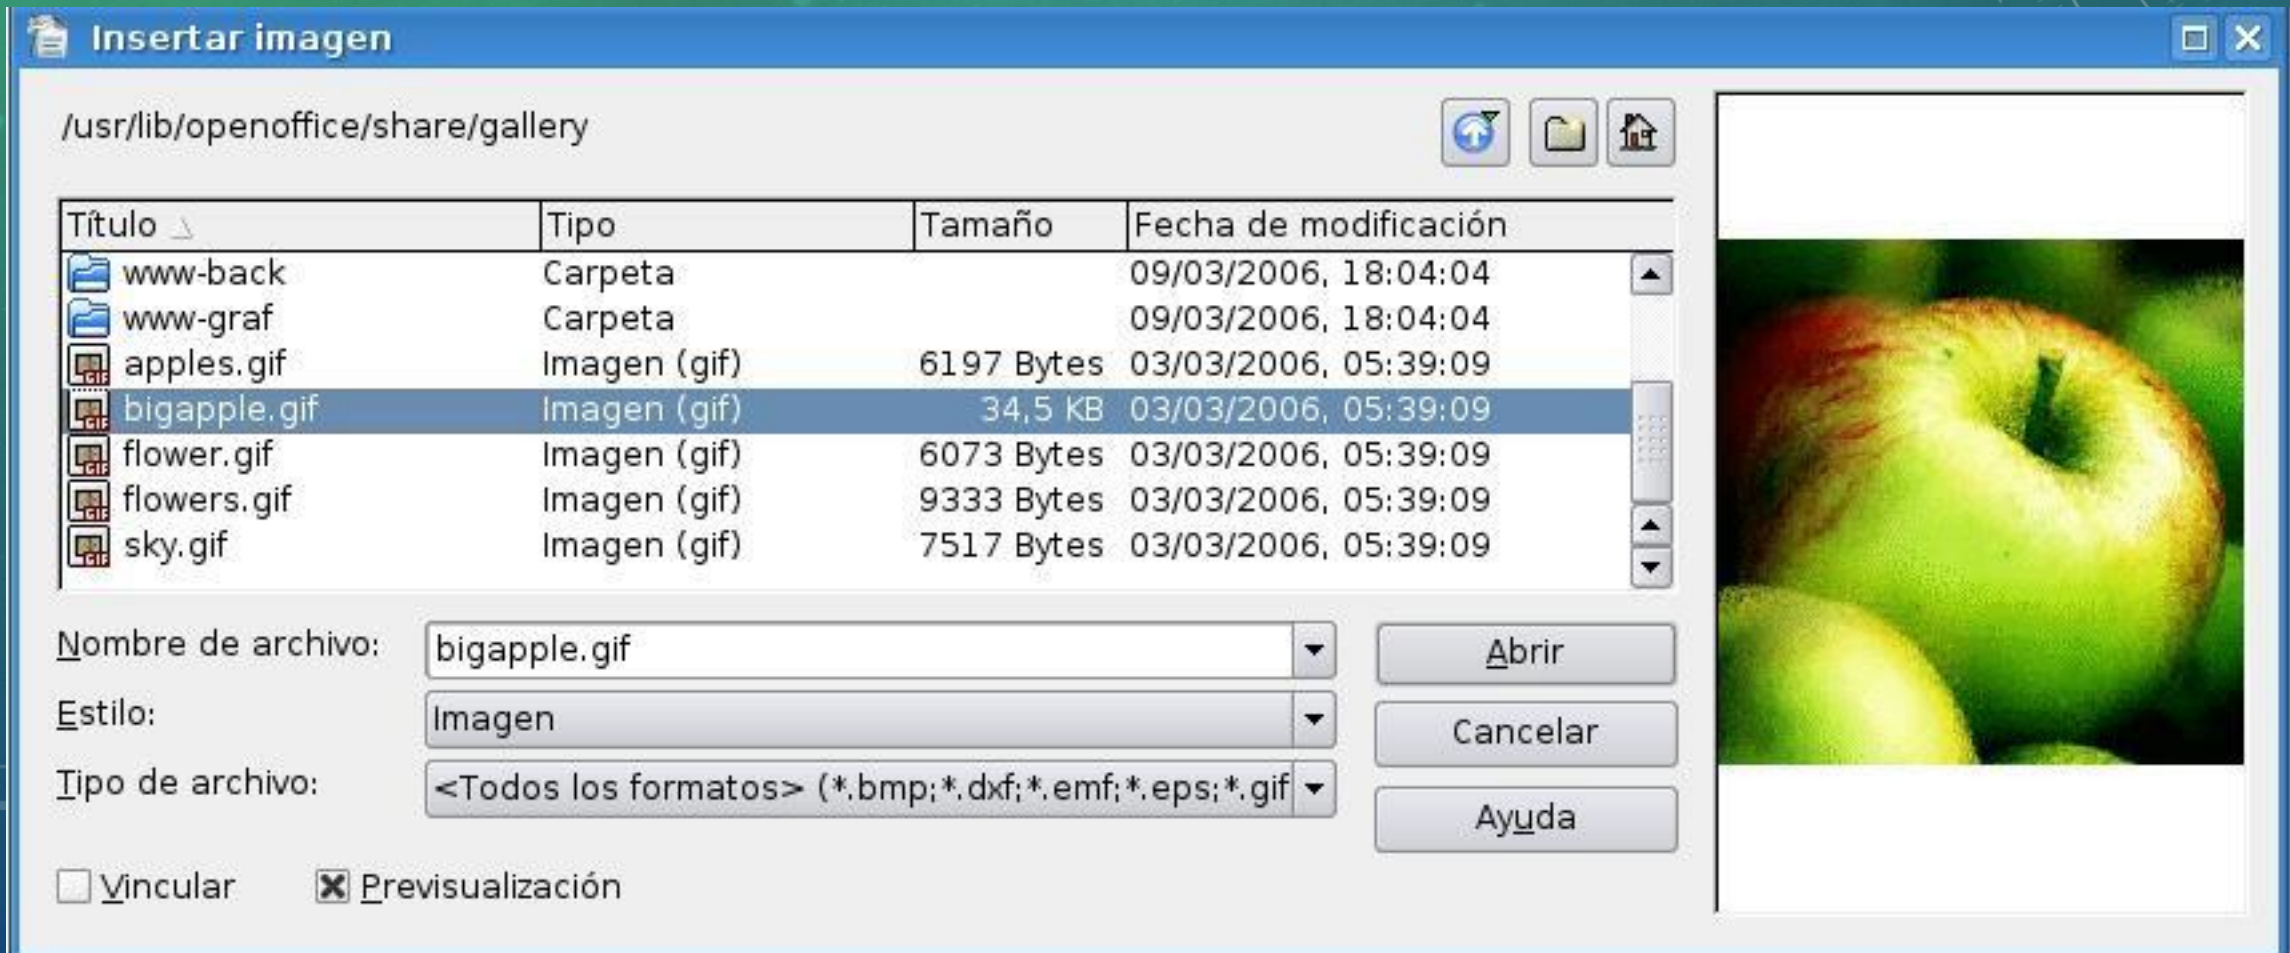 Insertar imagen
/usr/lib/openoffice/share/gallery
Título Tipo Tamaño Fecha de modificación
www-back Carpeta 09/03/2006, 18:04:04
www-graf Carpeta 09/03/2006, 18:04:04
apples.gif Imagen (gif) 6197 Bytes 03/03/2006, 05:39:09
bigapple.gif Imagen (gif) 34,5 KB 03/03/2006, 05:39:09
flower.gif Imagen (gif) 6073 Bytes 03/03/2006, 05:39:09
flowers.gif Imagen (gif) 9333 Bytes 03/03/2006, 05:39:09
sky.gif Imagen (gif) 7517 Bytes 03/03/2006, 05:39:09
Nombre de archivo: bigapple.gif Abrir
Estilo: Imagen Cancelar
Tipo de archivo: <Todos los formatos> (*.bmp;*.dxf;*.emf;*.eps;*.gif Ayuda
Vincular Previsualización